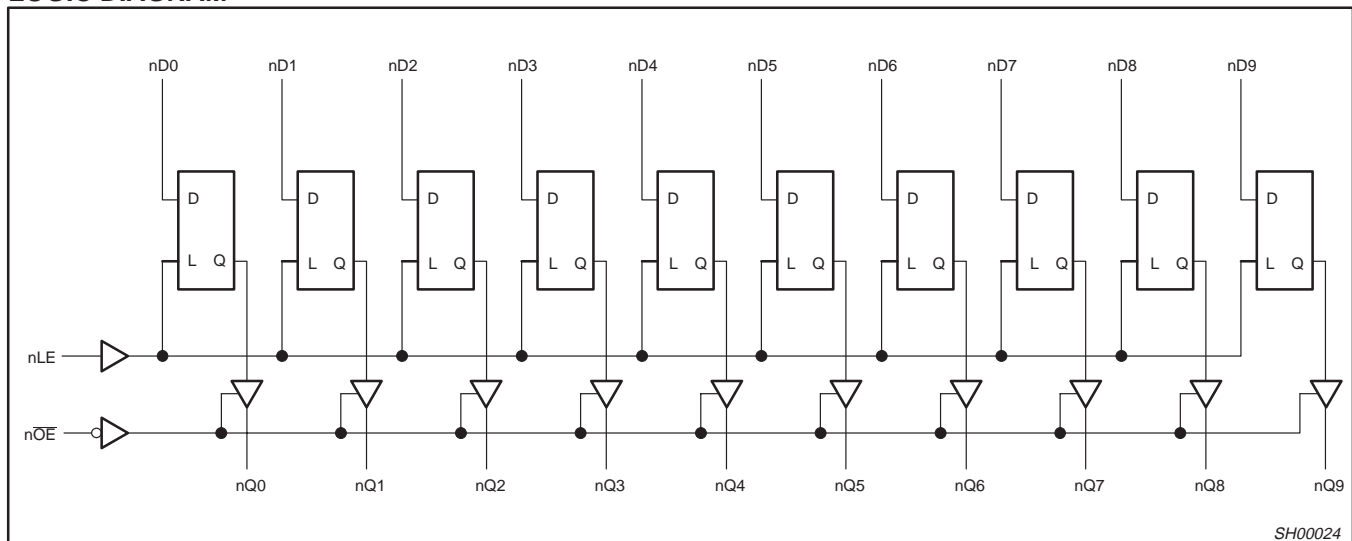 LOGIC DIAGRAM
nD0 nD1 nD2 nD3 nD4 nD5 nD6 nD7 nD8 nD9
D D D D D D D D D D
L Q L Q L Q L Q L Q L Q L Q L Q L Q L Q
nLE
nO̅E̅
nQ0 nQ1 nQ2 nQ3 nQ4 nQ5 nQ6 nQ7 nQ8 nQ9
SH00024